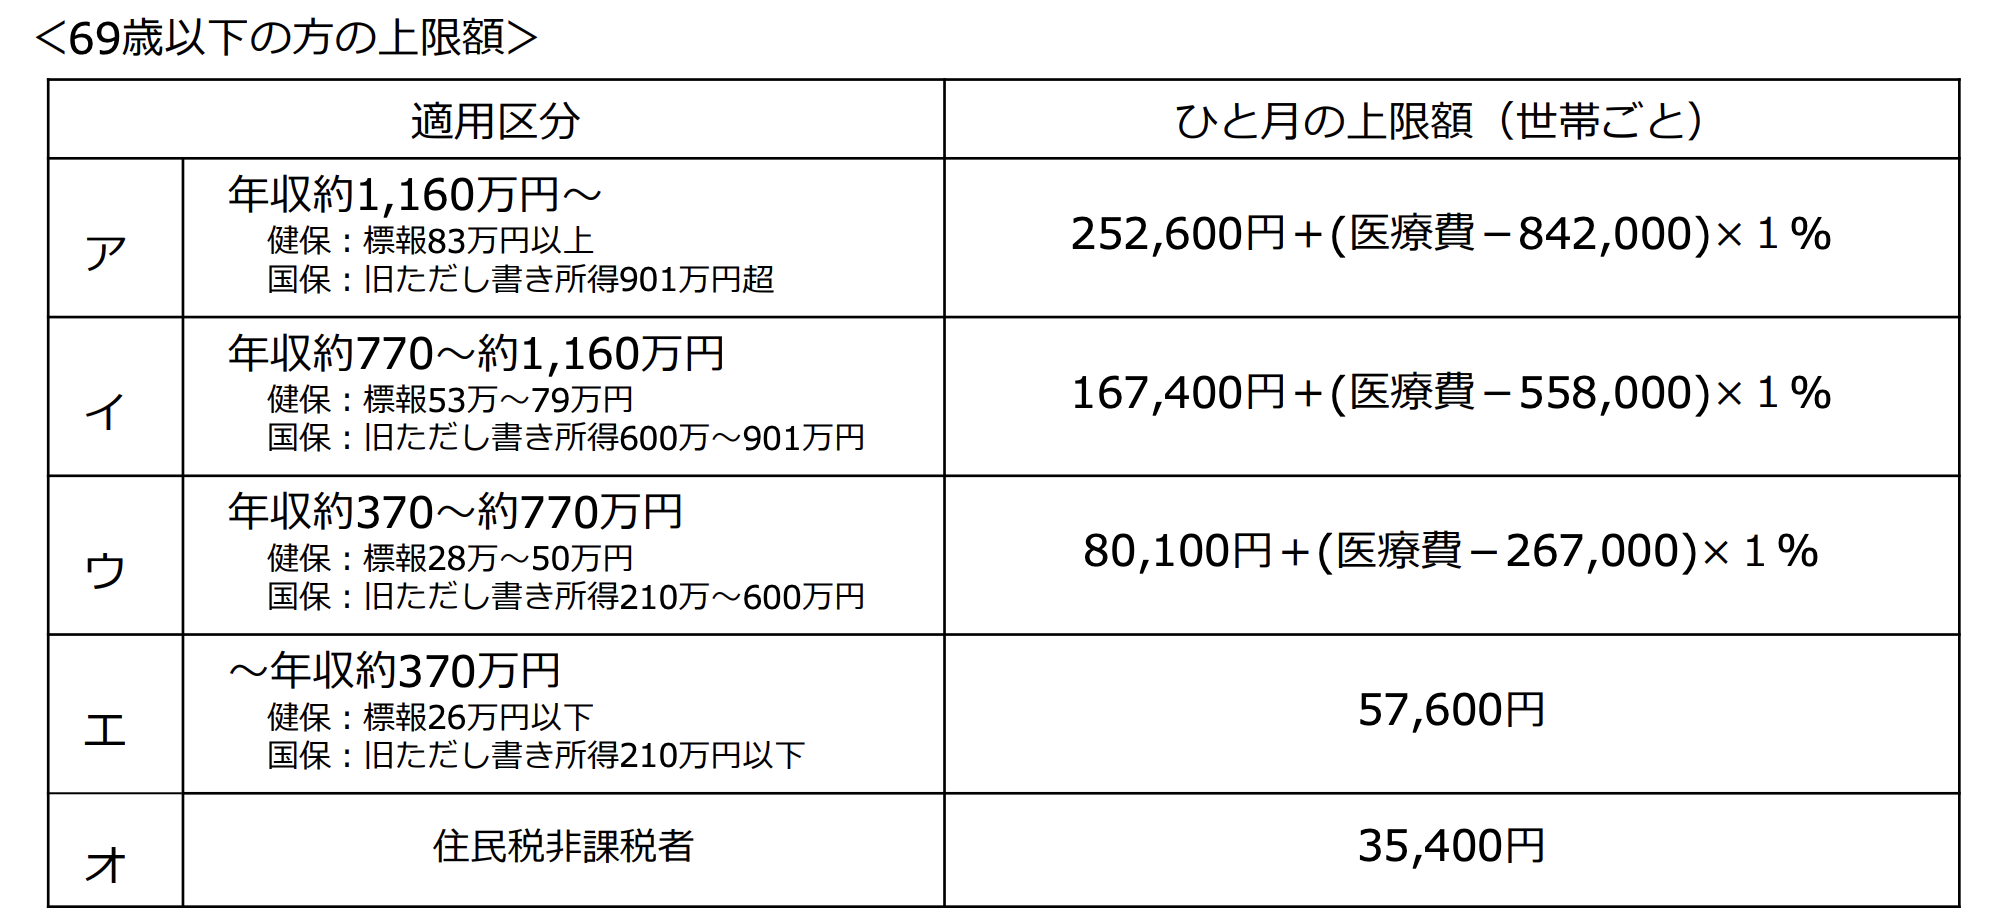 ＜69歳以下の方の上限額＞
適用区分
ひと月の上限額（世帯ごと）
ア
年収約1,160万円～
健保：標報83万円以上
国保：旧ただし書き所得901万円超
252,600円＋(医療費－842,000)×１％
イ
年収約770～約1,160万円
健保：標報53万～79万円
国保：旧ただし書き所得600万～901万円
167,400円＋(医療費－558,000)×１％
ウ
年収約370～約770万円
健保：標報28万～50万円
国保：旧ただし書き所得210万～600万円
80,100円＋(医療費－267,000)×１％
エ
～年収約370万円
健保：標報26万円以下
国保：旧ただし書き所得210万円以下
57,600円
オ
住民税非課税者
35,400円